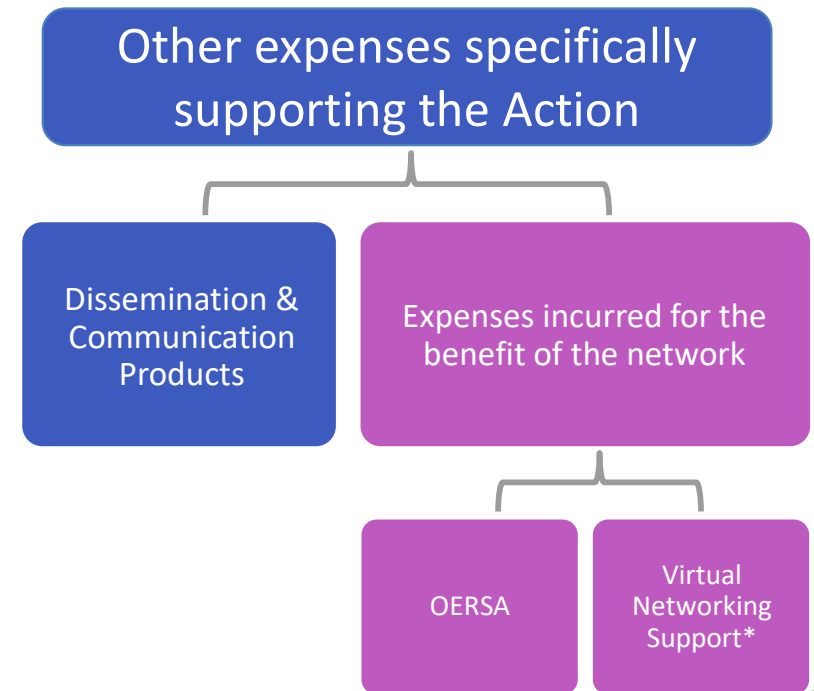 Other expenses specifically
supporting the Action
Dissemination &
Communication
Products
Expenses incurred for the
benefit of the network
OERSA
Virtual
Networking
Support*